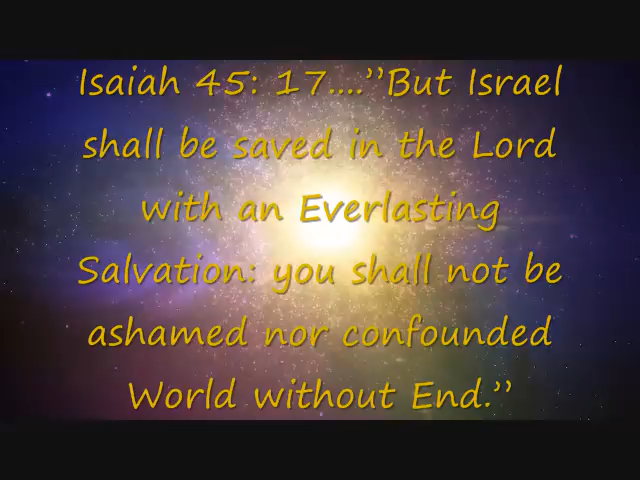 Isaiah 45: 17....”But Israel
shall be saved in the Lord
with an Everlasting
Salvation: you shall not be
ashamed nor confounded
World without End.”